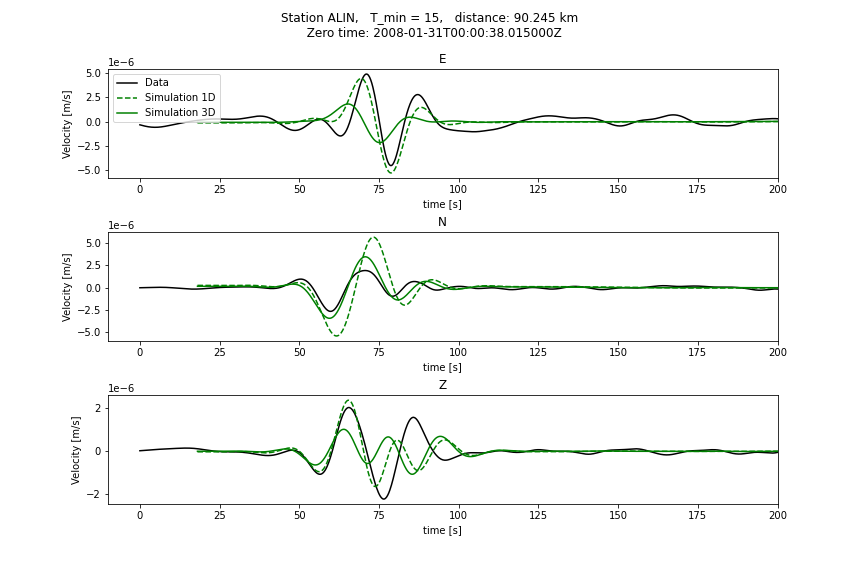 Station ALIN,   T_min = 15,   distance: 90.245 km
Zero time: 2008-01-31T00:00:38.015000Z
E
1e−6
5.0
2.5
0.0
−2.5
−5.0
Velocity [m/s]
Data
Simulation 1D
Simulation 3D
0 25 50 75 100 125 150 175 200
time [s]
N
1e−6
5.0
2.5
0.0
−2.5
−5.0
Velocity [m/s]
0 25 50 75 100 125 150 175 200
time [s]
Z
1e−6
2
0
−2
Velocity [m/s]
0 25 50 75 100 125 150 175 200
time [s]